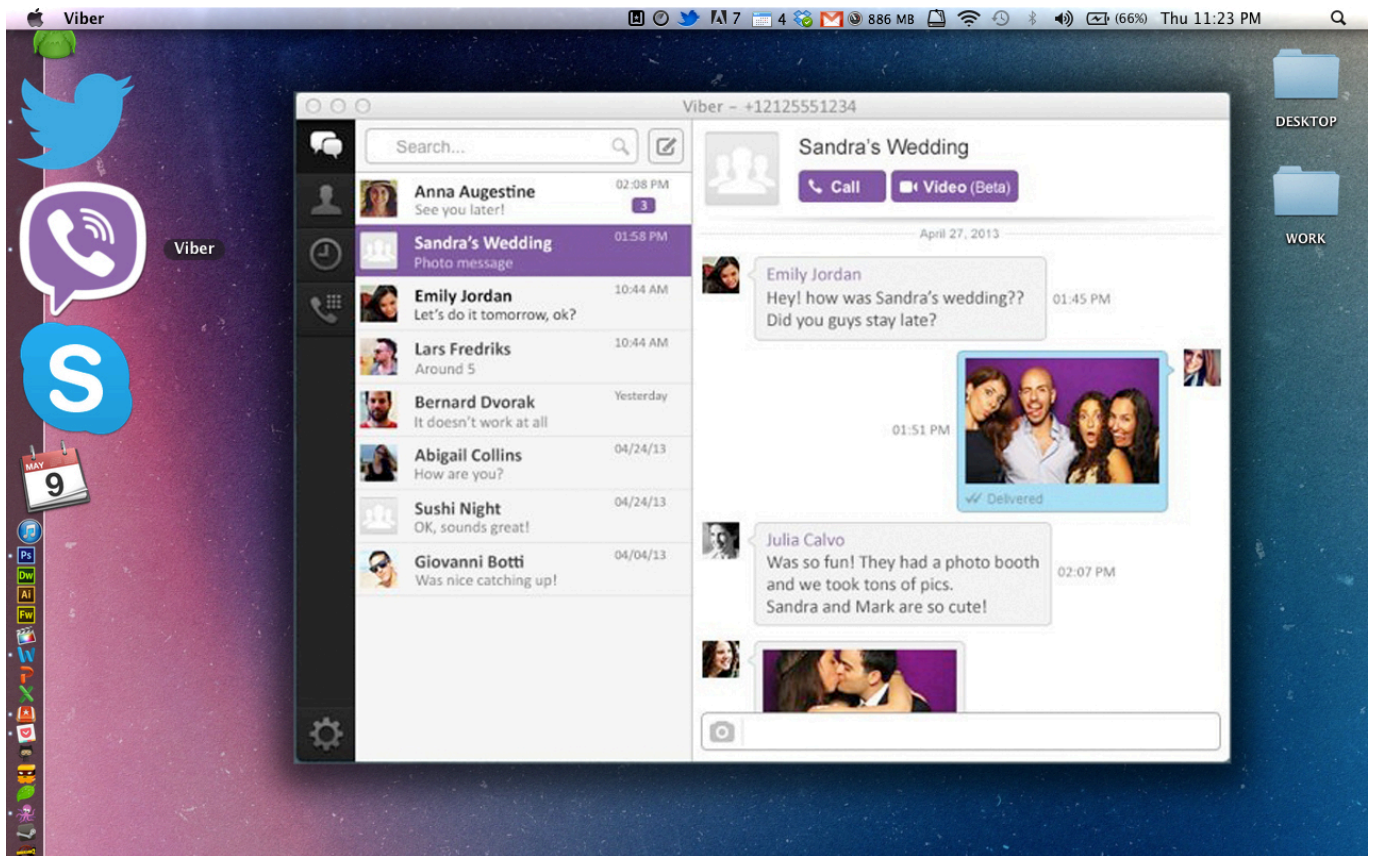 Viber
7
4
886 MB
(66%)
Thu 11:23 PM
DESKTOP
WORK
Viber
S
MAY
9
Ps
Dw
Ai
Fw
Viber – +12125551234
Search...
Anna Augestine
02:08 PM
See you later!
3
Sandra's Wedding
01:58 PM
Photo message
Emily Jordan
10:44 AM
Let's do it tomorrow, ok?
Lars Fredriks
10:44 AM
Around 5
Bernard Dvorak
Yesterday
It doesn't work at all
Abigail Collins
04/24/13
How are you?
Sushi Night
04/24/13
OK, sounds great!
Giovanni Botti
04/04/13
Was nice catching up!
Sandra's Wedding
Call
Video (Beta)
April 27, 2013
Emily Jordan
Hey! how was Sandra's wedding??
Did you guys stay late?
01:45 PM
01:51 PM
Delivered
Julia Calvo
Was so fun! They had a photo booth
and we took tons of pics.
Sandra and Mark are so cute!
02:07 PM